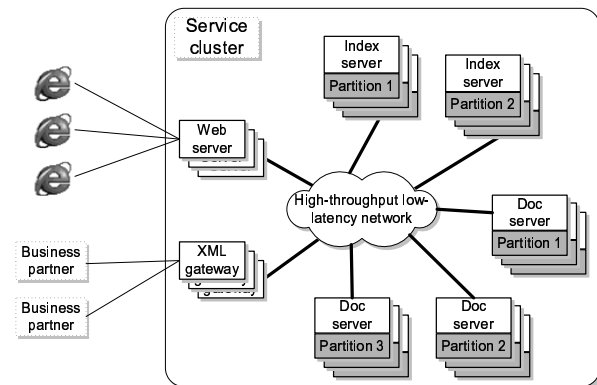 Service
cluster
Index
server
Partition 1
Index
server
Partition 2
Web
server
High-throughput low-
latency network
Doc
server
Partition 1
Business
partner
XML
gateway
gateway
Business
partner
Doc
server
Partition 3
Doc
server
Partition 2